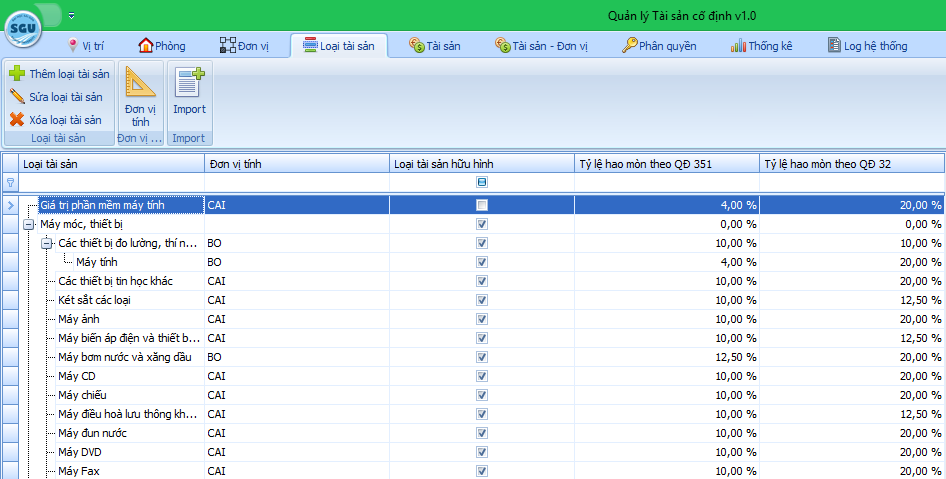 SGU
Quản lý Tài sản cố định v1.0
Vị trí Phòng Đơn vị Loại tài sản Tài sản Tài sản - Đơn vị Phân quyền Thống kê Log hệ thống
Thêm loại tài sản
Sửa loại tài sản
Xóa loại tài sản
Loại tài sản
Đơn vị
tính
Đơn vị ...
Import
Import
Loại tài sản Đơn vị tính Loại tài sản hữu hình Tỷ lệ hao mòn theo QĐ 351 Tỷ lệ hao mòn theo QĐ 32
Giá trị phần mềm máy tính CAI 4,00 % 20,00 %
Máy móc, thiết bị 0,00 % 0,00 %
Các thiết bị đo lường, thí n... BO 10,00 % 10,00 %
Máy tính BO 4,00 % 20,00 %
Các thiết bị tin học khác CAI 10,00 % 20,00 %
Két sắt các loại CAI 10,00 % 12,50 %
Máy ảnh CAI 10,00 % 20,00 %
Máy biến áp điện và thiết b... CAI 10,00 % 12,50 %
Máy bơm nước và xăng dầu BO 12,50 % 20,00 %
Máy CD CAI 10,00 % 20,00 %
Máy chiếu CAI 10,00 % 20,00 %
Máy điều hoà lưu thông kh... CAI 10,00 % 12,50 %
Máy đun nước CAI 10,00 % 20,00 %
Máy DVD CAI 10,00 % 20,00 %
Máy Fax CAI 10,00 % 20,00 %